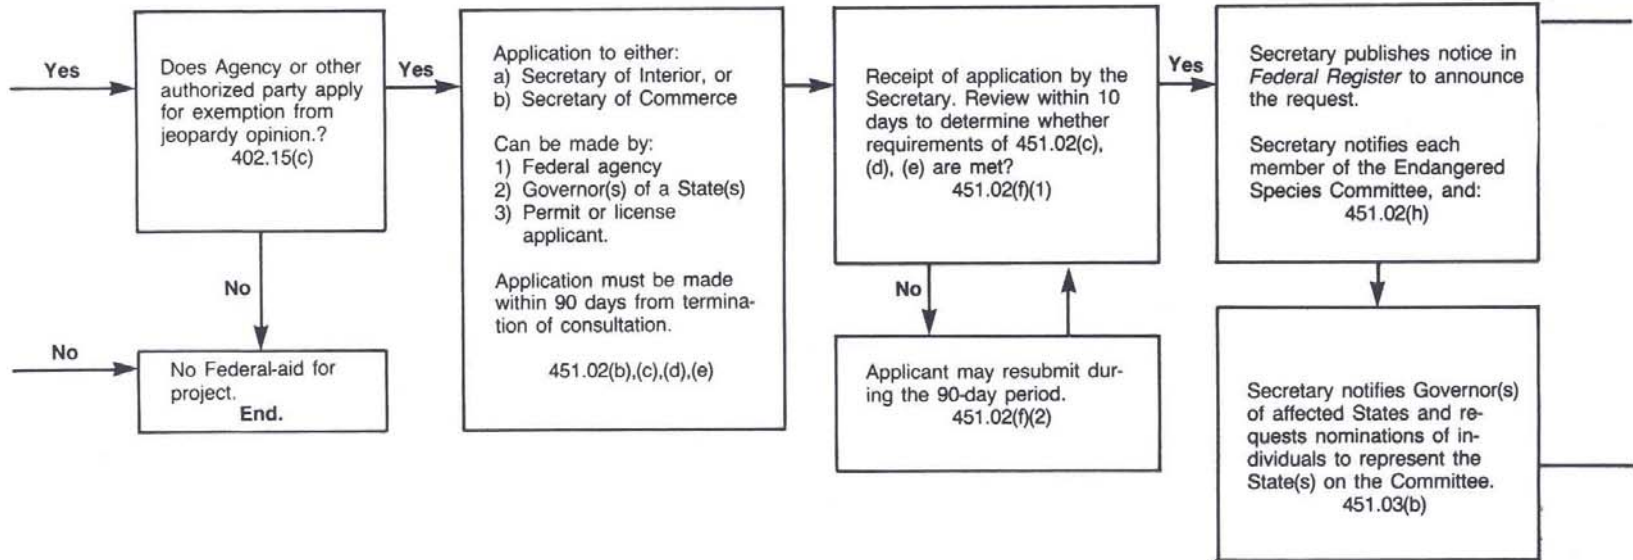 Yes
Does Agency or other
authorized party apply
for exemption from
jeopardy opinion.?
402.15(c)
Yes
No
No
No Federal-aid for
project.
End.
Application to either:
a) Secretary of Interior, or
b) Secretary of Commerce
Can be made by:
1) Federal agency
2) Governor(s) of a State(s)
3) Permit or license
applicant.
Application must be made
within 90 days from termina-
tion of consultation.
451.02(b),(c),(d),(e)
Receipt of application by the
Secretary. Review within 10
days to determine whether
requirements of 451.02(c),
(d), (e) are met?
451.02(f)(1)
Yes
No
Applicant may resubmit dur-
ing the 90-day period.
451.02(f)(2)
Secretary publishes notice in
Federal Register to announce
the request.
Secretary notifies each
member of the Endangered
Species Committee, and:
451.02(h)
Secretary notifies Governor(s)
of affected States and re-
quests nominations of in-
dividuals to represent the
State(s) on the Committee.
451.03(b)